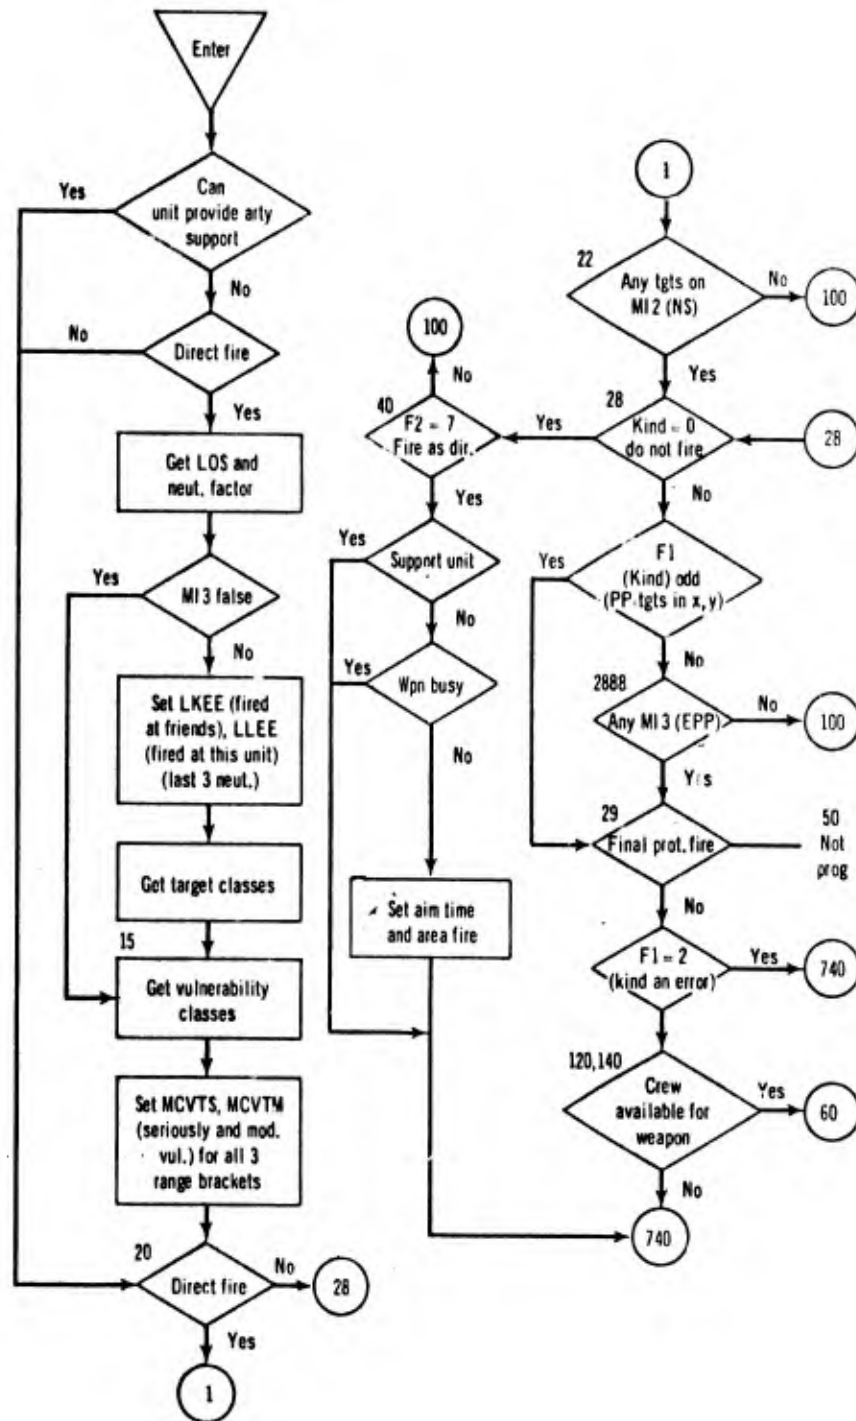 Enter
Yes
Can
unit provide arty
support
No
No
Direct fire
Yes
Get LOS and
neut. factor
Yes
MI3 false
No
Set LKEE (fired
at friends), LLEE
(fired at this unit)
(last 3 neut.)
Get target classes
15
Get vulnerability
classes
Set MCVTS, MCVTM
(seriously and mod.
vul.) for all 3
range brackets
20
Direct fire
No
28
Yes
1
1
22
Any tgts on
MI2 (NS)
No
100
Yes
28
Kind = 0
do not fire
28
Yes
No
100
No
40
F2 = 7
Fire as dir.
Yes
Yes
Support unit
No
Yes
Wpn busy
No
Set aim time
and area fire
F1
(Kind) odd
(PP-tgts in x, y)
Yes
No
2888
Any MI3 (EPP)
No
100
Yes
29
Final prot. fire
50
Not
prog
No
F1 = 2
(kind an error)
Yes
740
120,140
Crew
available for
weapon
Yes
60
No
740